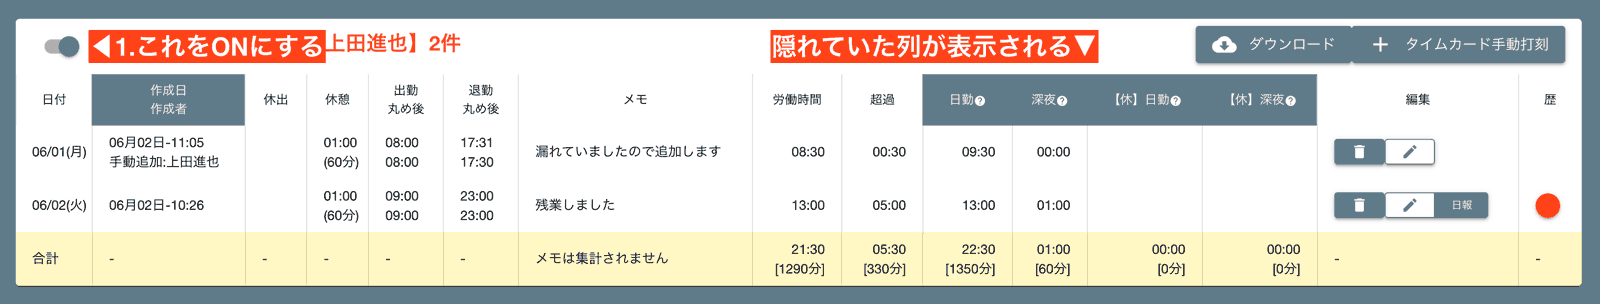 ◀1.これをONにする 上田進也】2件 隠れていた列が表示される▼ ダウンロード + タイムカード手動打刻
日付 作成日 休出 休憩 出勤 退勤 メモ 労働時間 超過 日勤? 深夜? 【休】日勤? 【休】深夜? 編集 歴
作成者 丸め後 丸め後
06/01(月) 06月02日-11:05 01:00 08:00 17:31 漏れていましたので追加します 08:30 00:30 09:30 00:00
手動追加:上田進也 (60分) 08:00 17:30
06/02(火) 06月02日-10:26 01:00 09:00 23:00 残業しました 13:00 05:00 13:00 01:00 日報
(60分) 09:00 23:00
合計 - - - - - メモは集計されません 21:30 05:30 22:30 01:00 00:00 00:00 - -
[1290分] [330分] [1350分] [60分] [0分] [0分]